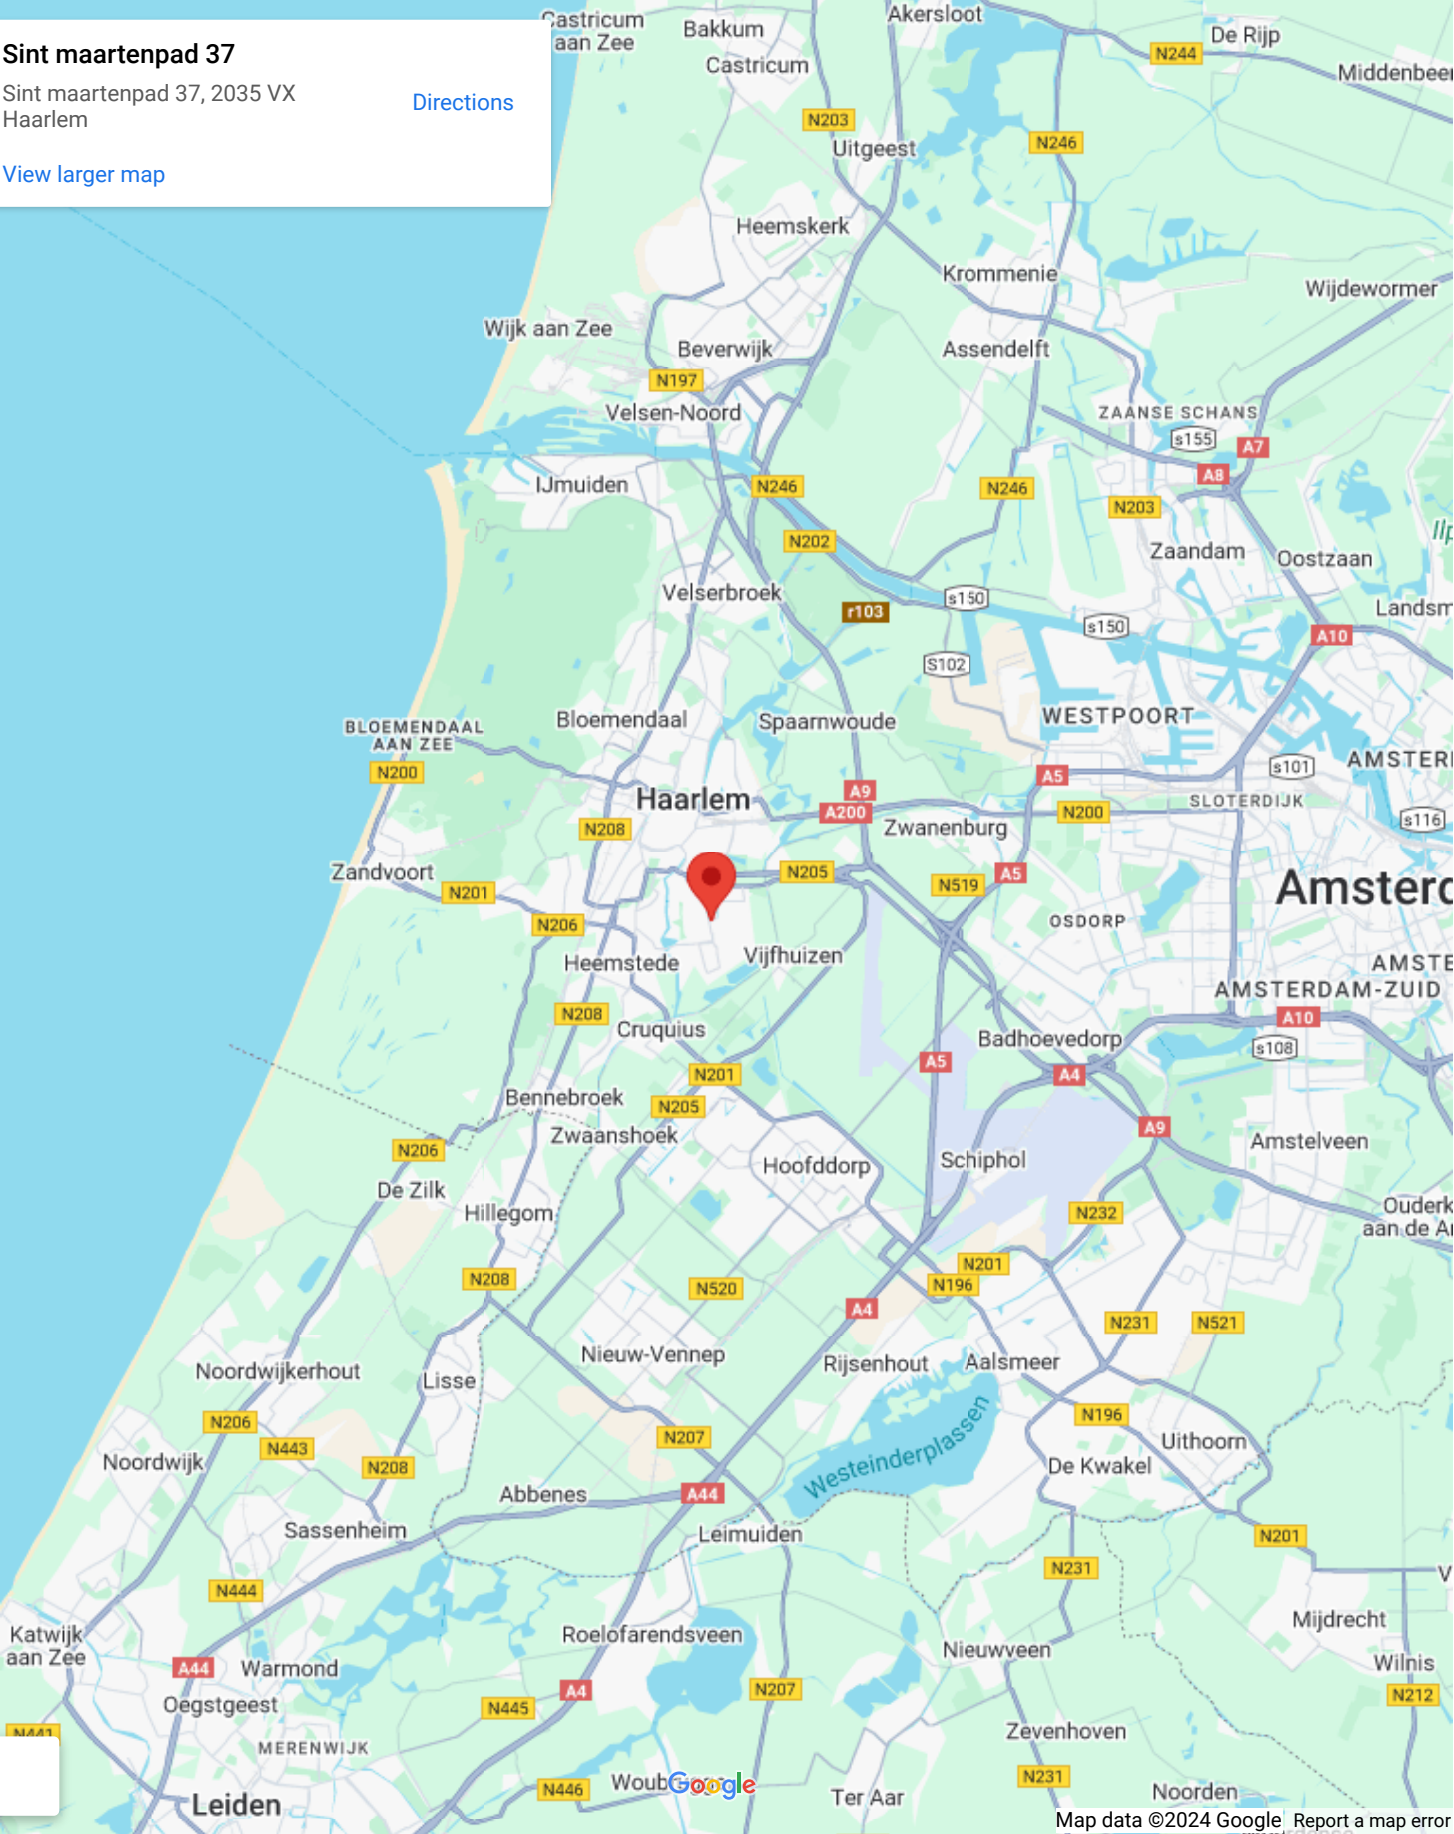 Castricum
aan Zee
Bakkum
Akersloot
De Rijp
N244
Castricum
Sint maartenpad 37
Sint maartenpad 37, 2035 VX
Haarlem
Directions
View larger map
N203
Uitgeest
N246
Heemskerk
Krommenie
Wijdewormer
Wijk aan Zee
Beverwijk
Assendelft
N197
Velsen-Noord
ZAANSE SCHANS
s155
A7
A8
IJmuiden
N246
N246
N203
N202
Zaandam
Oostzaan
Velserbroek
r103
s150
s150
A10
S102
BLOEMENDAAL
AAN ZEE
Bloemendaal
Spaarnwoude
WESTPOORT
N200
A5
s101
Haarlem
A9
A200
N200
SLOTERDIJK
N208
Zwanenburg
s116
Zandvoort
N201
N205
N519
A5
N206
OSDORP
Heemstede
Vijfhuizen
AMSTERDAM-ZUID
N208
Cruquius
Badhoevedorp
A10
s108
A5
A4
N201
Bennebroek
N205
Zwaanshoek
A9
N206
Hoofddorp
Schiphol
Amstelveen
De Zilk
Hillegom
N232
N208
N520
N201
N196
A4
N231
N521
Noordwijkerhout
Lisse
Nieuw-Vennep
Rijsenhout
Aalsmeer
N206
N443
N208
N207
Westeinderplassen
N196
Uithoorn
Noordwijk
De Kwakel
Abbenes
A44
Sassenheim
Leimuiden
N201
N444
N231
Katwijk
aan Zee
Roelofarendsveen
Nieuwveen
Mijdrecht
A44
Warmond
Wilnis
Oegstgeest
N445
A4
N207
N212
N441
MERENWIJK
Zevenhoven
Leiden
N446
Google
Ter Aar
N231
Noorden
Map data ©2024 Google
Report a map error